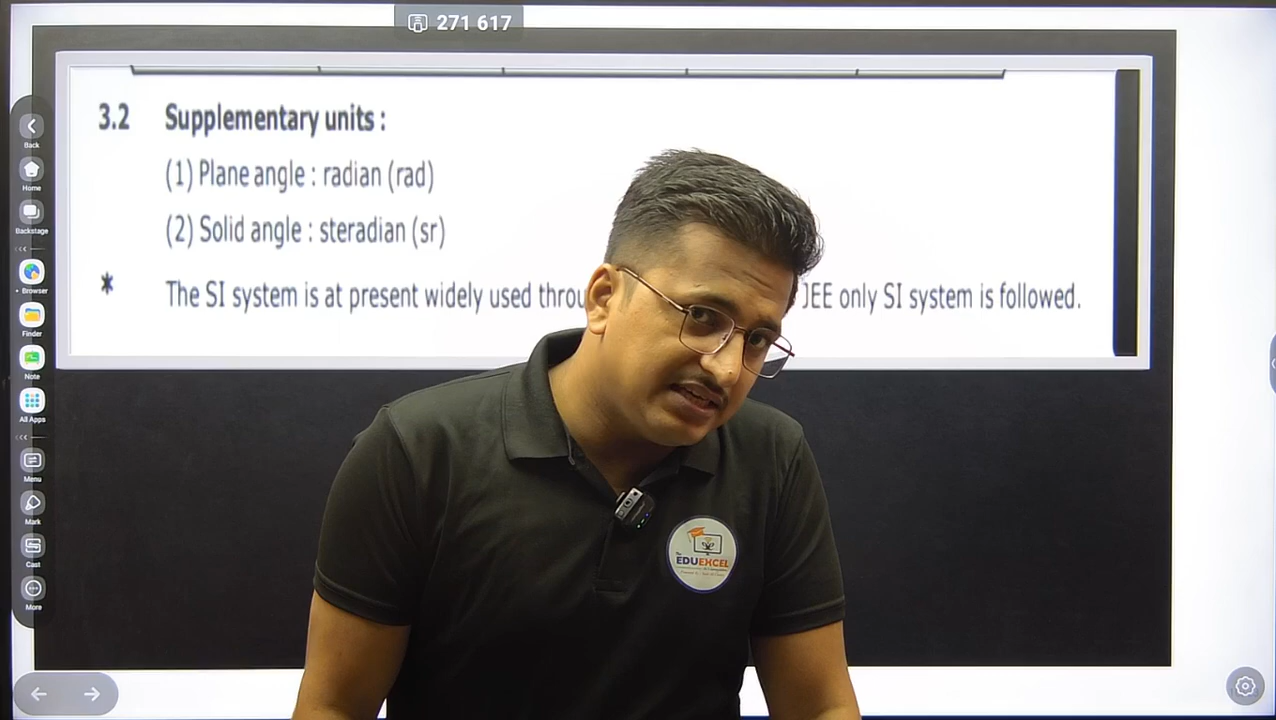 271 617
3.2 Supplementary units :
(1) Plane angle : radian (rad)
(2) Solid angle : steradian (sr)
* The SI system is at present widely used throu JEE only SI system is followed.
Back
Home
Backstage
Browser
Finder
Note
All Apps
Menu
Mark
Cast
More
The
EDUEXCEL